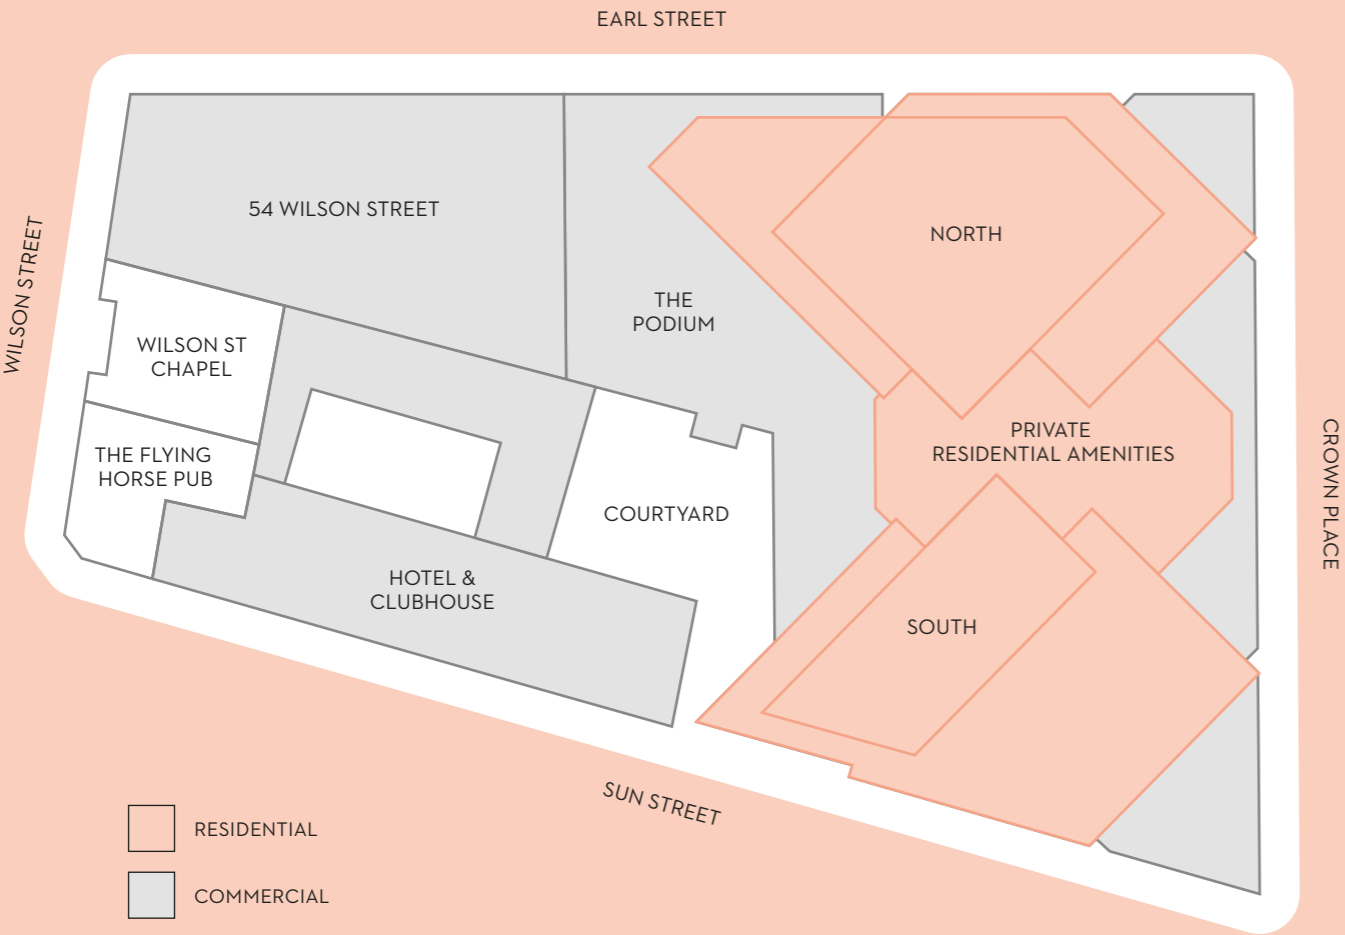 EARL STREET
54 WILSON STREET
NORTH
WILSON STREET
THE
PODIUM
WILSON ST
CHAPEL
PRIVATE
RESIDENTIAL AMENITIES
CROWN PLACE
THE FLYING
HORSE PUB
COURTYARD
HOTEL &
CLUBHOUSE
SOUTH
SUN STREET
RESIDENTIAL
COMMERCIAL